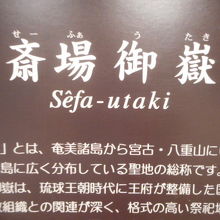 せー ふぁ う たき
斎場御嶽
Sêfa-utaki
」とは、奄美諸島から宮古・八重山に
島に広く分布している聖地の総称です。
御嶽は、琉球王朝時代に王府が整備した国
組織との関連が深く、格式の高い祭祀場